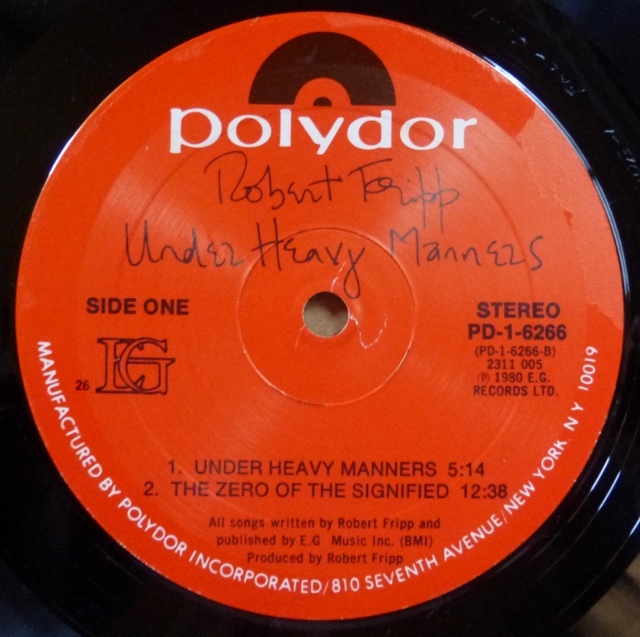 polydor
Robert Fripp
Under Heavy Manners
SIDE ONE
STEREO
PD-1-6266
(PD-1-6266-B)
2311 005
℗ 1980 E.G.
RECORDS LTD.
26 EG
1. UNDER HEAVY MANNERS 5:14
2. THE ZERO OF THE SIGNIFIED 12:38
All songs written by Robert Fripp and
published by E.G Music Inc. (BMI)
Produced by Robert Fripp
MANUFACTURED BY POLYDOR INCORPORATED/810 SEVENTH AVENUE/NEW YORK. N Y 10019